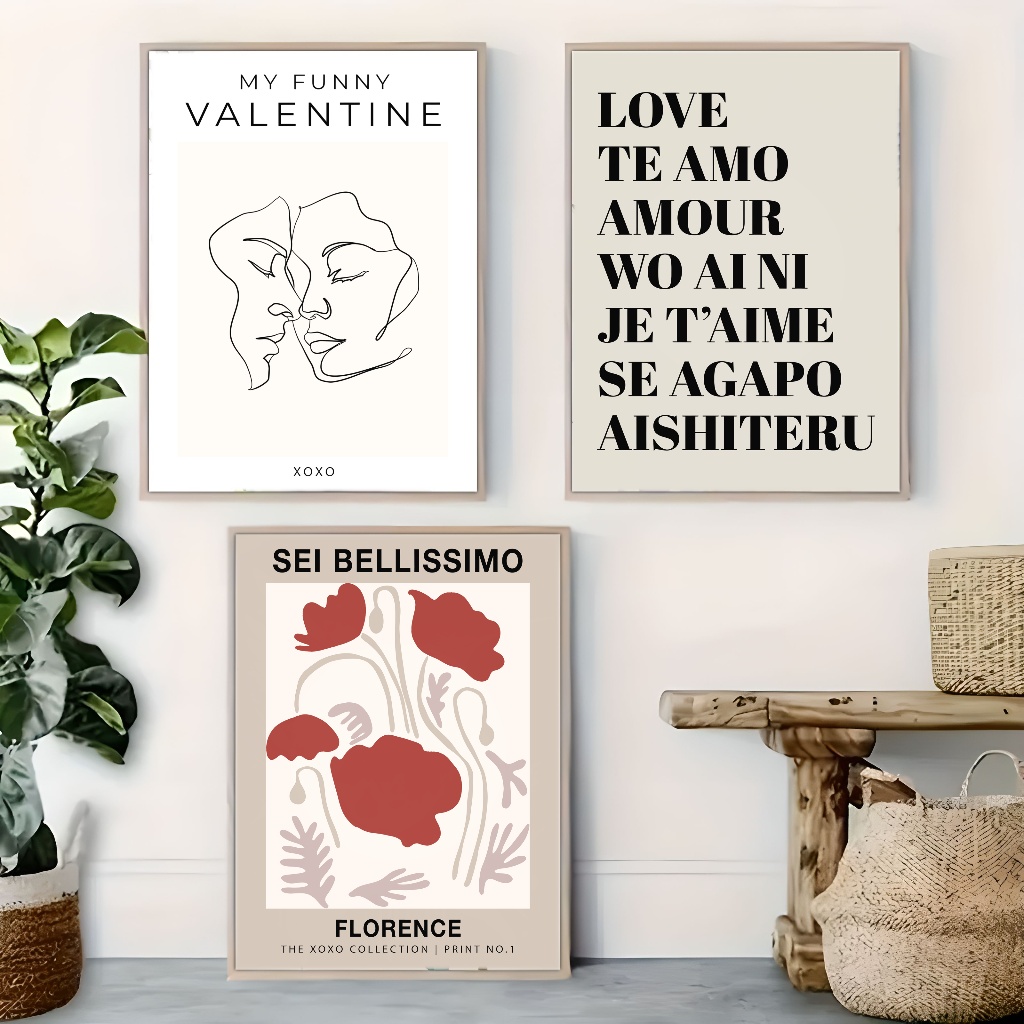 MY FUNNY
VALENTINE
XOXO
LOVE
TE AMO
AMOUR
WO AI NI
JE T’AIME
SE AGAPO
AISHITERU
SEI BELLISSIMO
FLORENCE
THE XOXO COLLECTION | PRINT NO.1